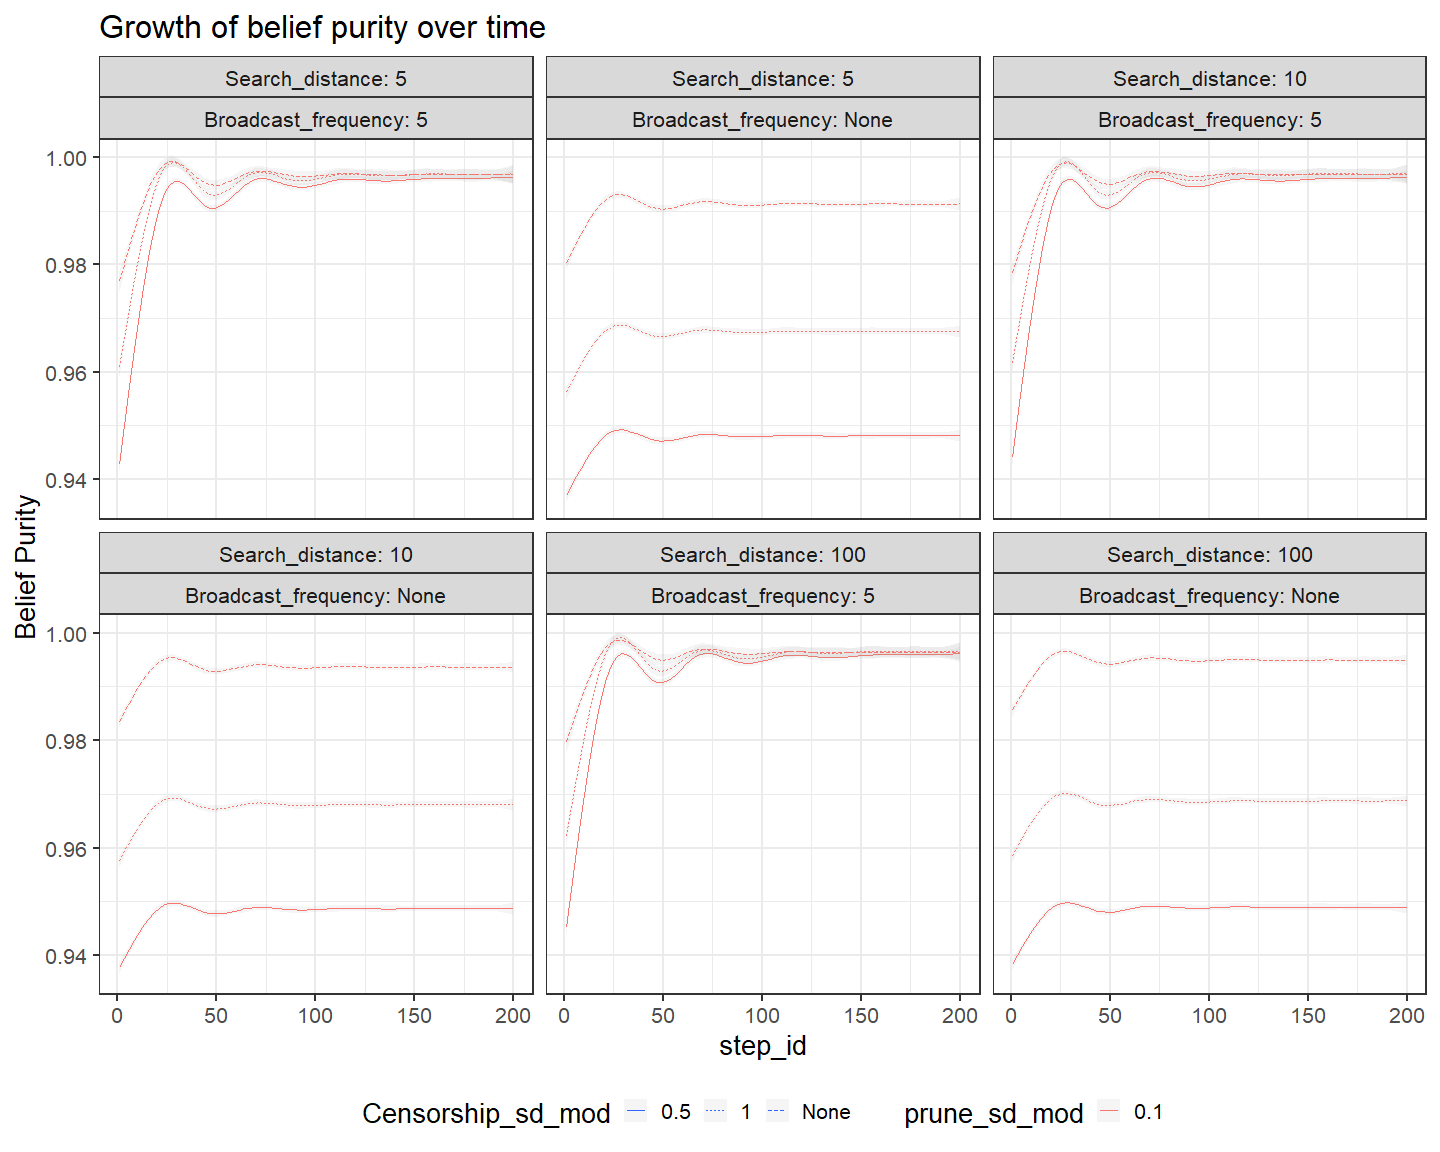 Growth of belief purity over time
Search_distance: 5
Search_distance: 5
Search_distance: 10
Broadcast_frequency: 5
Broadcast_frequency: None
Broadcast_frequency: 5
1.00
0.98
0.96
0.94
Belief Purity
Search_distance: 10
Search_distance: 100
Search_distance: 100
Broadcast_frequency: None
Broadcast_frequency: 5
Broadcast_frequency: None
1.00
0.98
0.96
0.94
0 50 100 150 200
0 50 100 150 200
0 50 100 150 200
step_id
Censorship_sd_mod 0.5 1 None prune_sd_mod 0.1